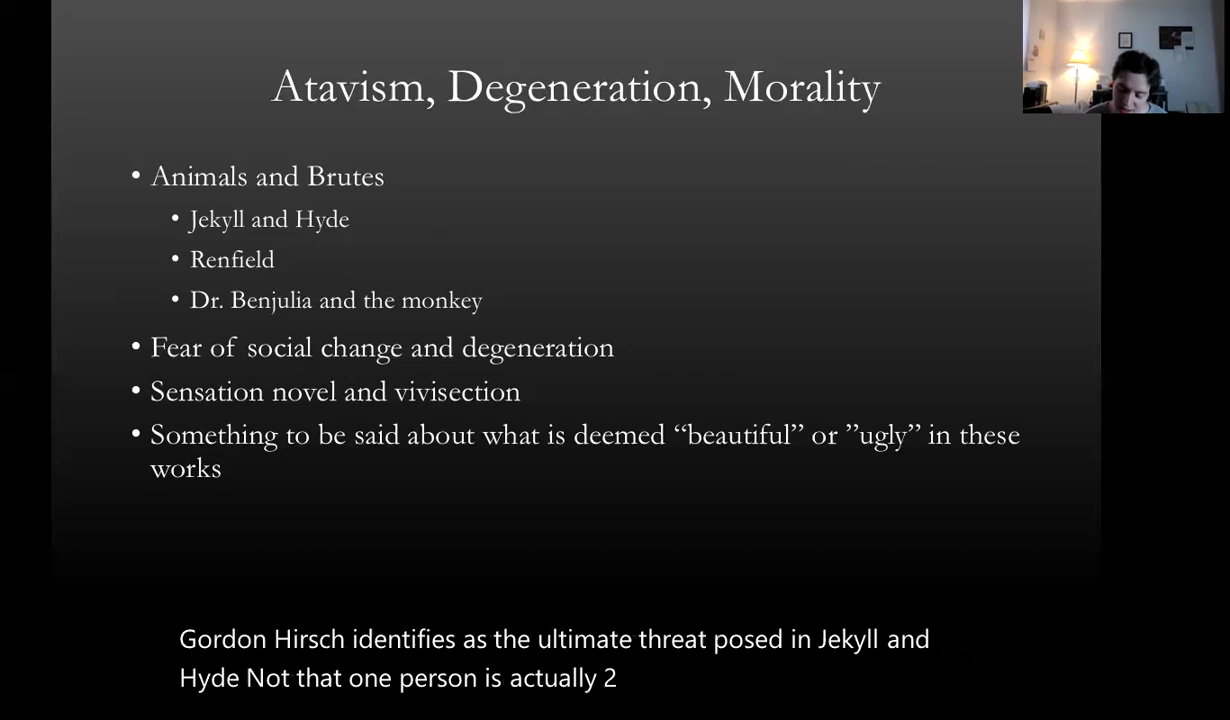 Atavism, Degeneration, Morality
• Animals and Brutes
• Jekyll and Hyde
• Renfield
• Dr. Benjulia and the monkey
• Fear of social change and degeneration
• Sensation novel and vivisection
• Something to be said about what is deemed “beautiful” or ”ugly” in these
works
Gordon Hirsch identifies as the ultimate threat posed in Jekyll and
Hyde Not that one person is actually 2